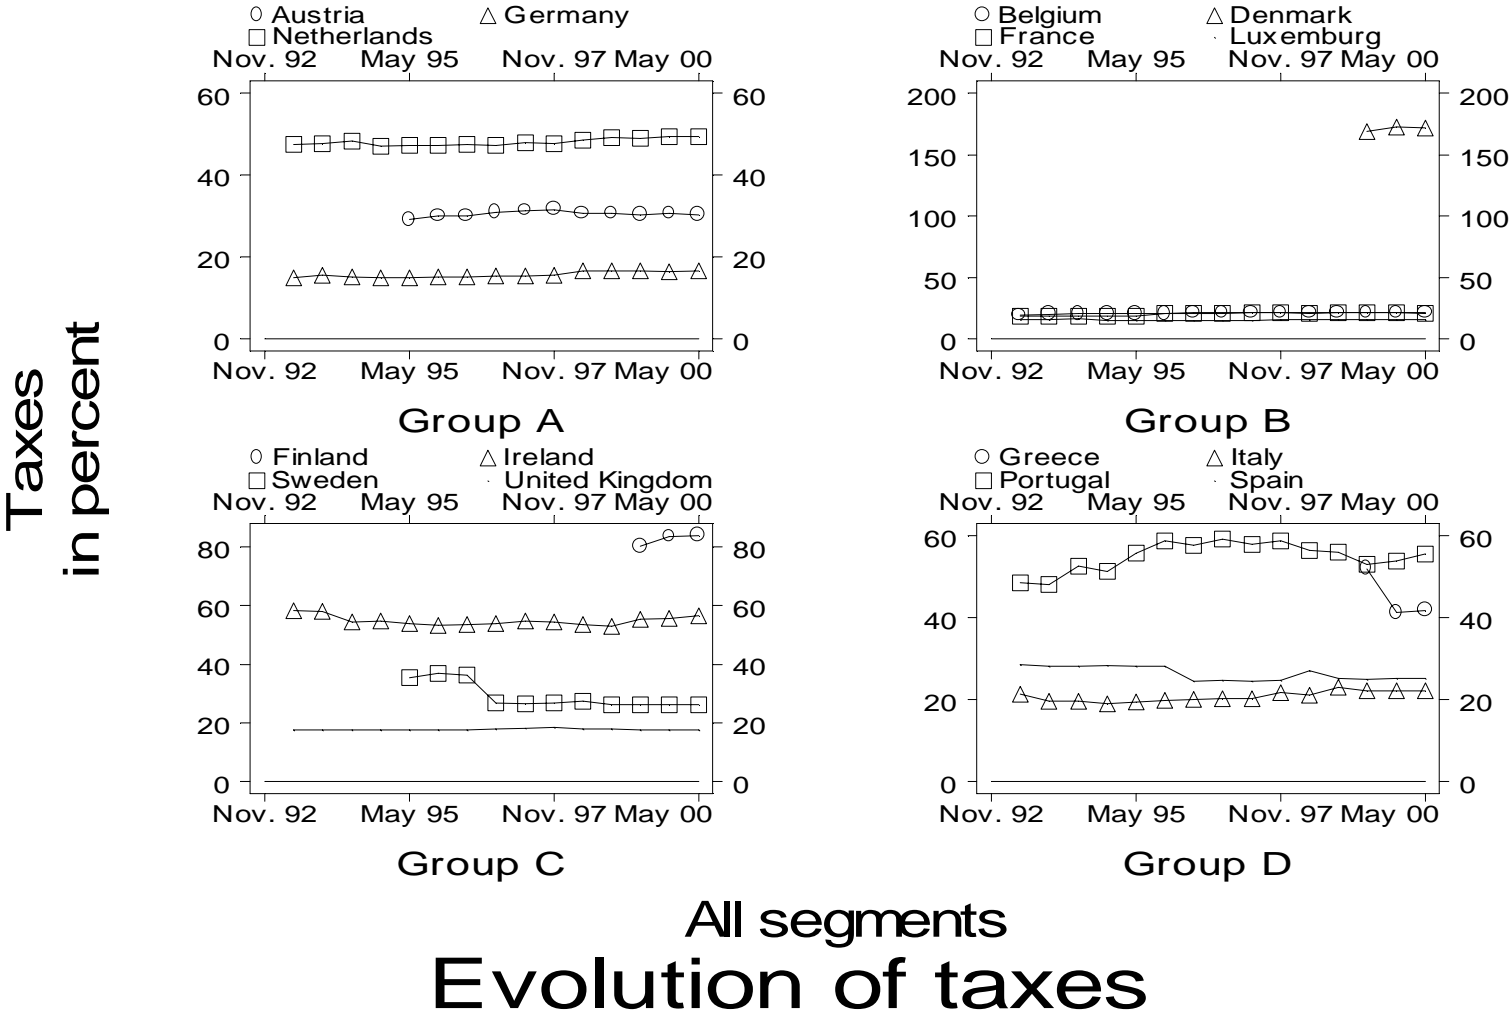 Austria Germany
Netherlands
Nov. 92 May 95 Nov. 97 May 00
60 60
40 40
20 20
0 0
Nov. 92 May 95 Nov. 97 May 00
Group A
Belgium Denmark
France Luxemburg
Nov. 92 May 95 Nov. 97 May 00
200 200
150 150
100 100
50 50
0 0
Nov. 92 May 95 Nov. 97 May 00
Group B
Taxes
in percent
Finland Ireland
Sweden United Kingdom
Nov. 92 May 95 Nov. 97 May 00
80 80
60 60
40 40
20 20
0 0
Nov. 92 May 95 Nov. 97 May 00
Group C
Greece Italy
Portugal Spain
Nov. 92 May 95 Nov. 97 May 00
60 60
40 40
20 20
0 0
Nov. 92 May 95 Nov. 97 May 00
Group D
All segments
Evolution of taxes